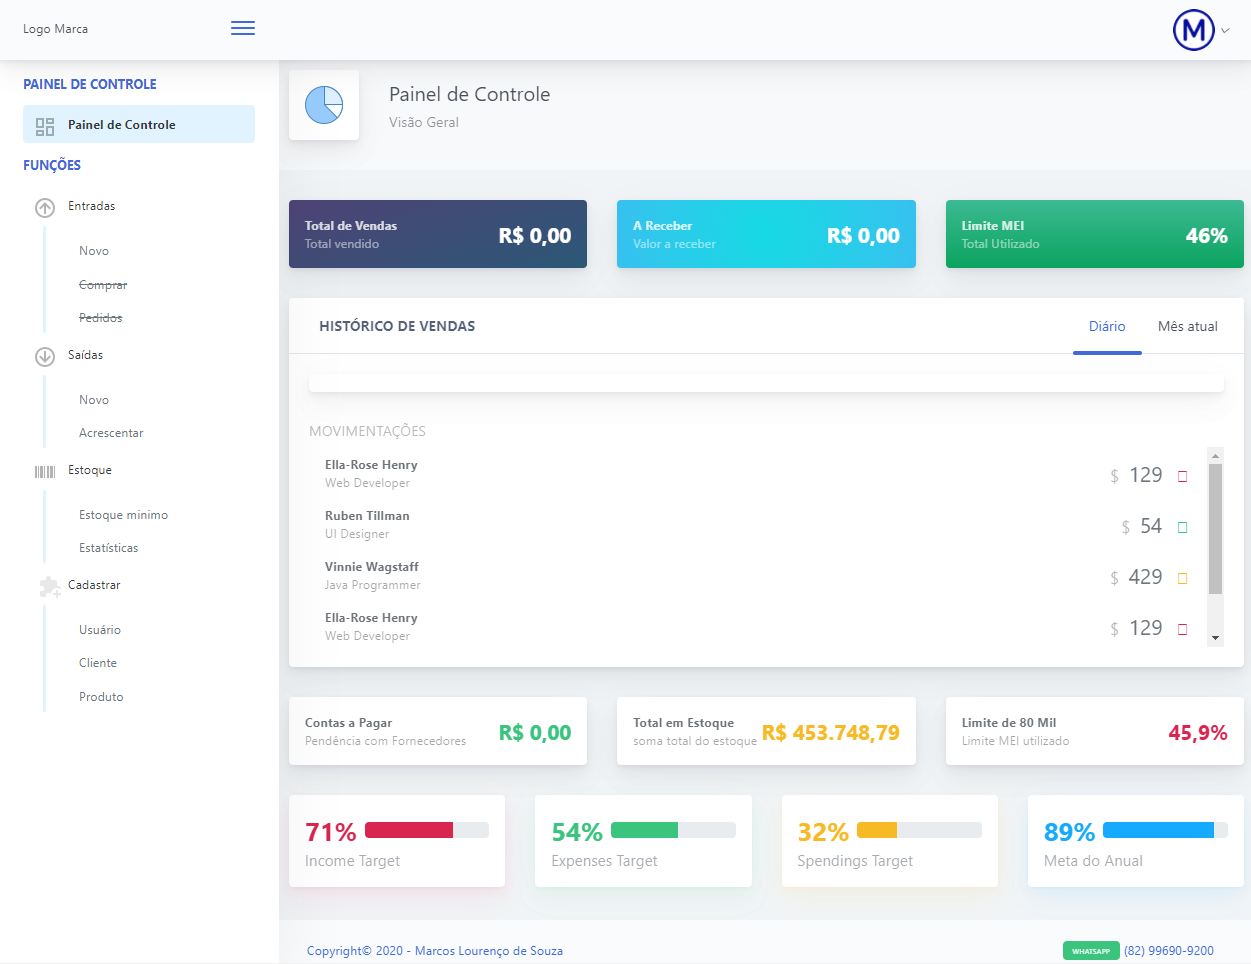 Logo Marca
M
PAINEL DE CONTROLE
Painel de Controle
FUNÇÕES
Entradas
Novo
Comprar
Pedidos
Saídas
Novo
Acrescentar
Estoque
Estoque minimo
Estatísticas
Cadastrar
Usuário
Cliente
Produto
Painel de Controle
Visão Geral
Total de Vendas
Total vendido
R$ 0,00
A Receber
Valor a receber
R$ 0,00
Limite MEI
Total Utilizado
46%
HISTÓRICO DE VENDAS
Diário
Mês atual
MOVIMENTAÇÕES
Ella-Rose Henry
Web Developer
$ 129
Ruben Tillman
UI Designer
$ 54
Vinnie Wagstaff
Java Programmer
$ 429
Ella-Rose Henry
Web Developer
$ 129
Contas a Pagar
Pendência com Fornecedores
R$ 0,00
Total em Estoque
soma total do estoque
R$ 453.748,79
Limite de 80 Mil
Limite MEI utilizado
45,9%
71%
Income Target
54%
Expenses Target
32%
Spendings Target
89%
Meta do Anual
Copyright© 2020 - Marcos Lourenço de Souza
WHATSAPP (82) 99690-9200